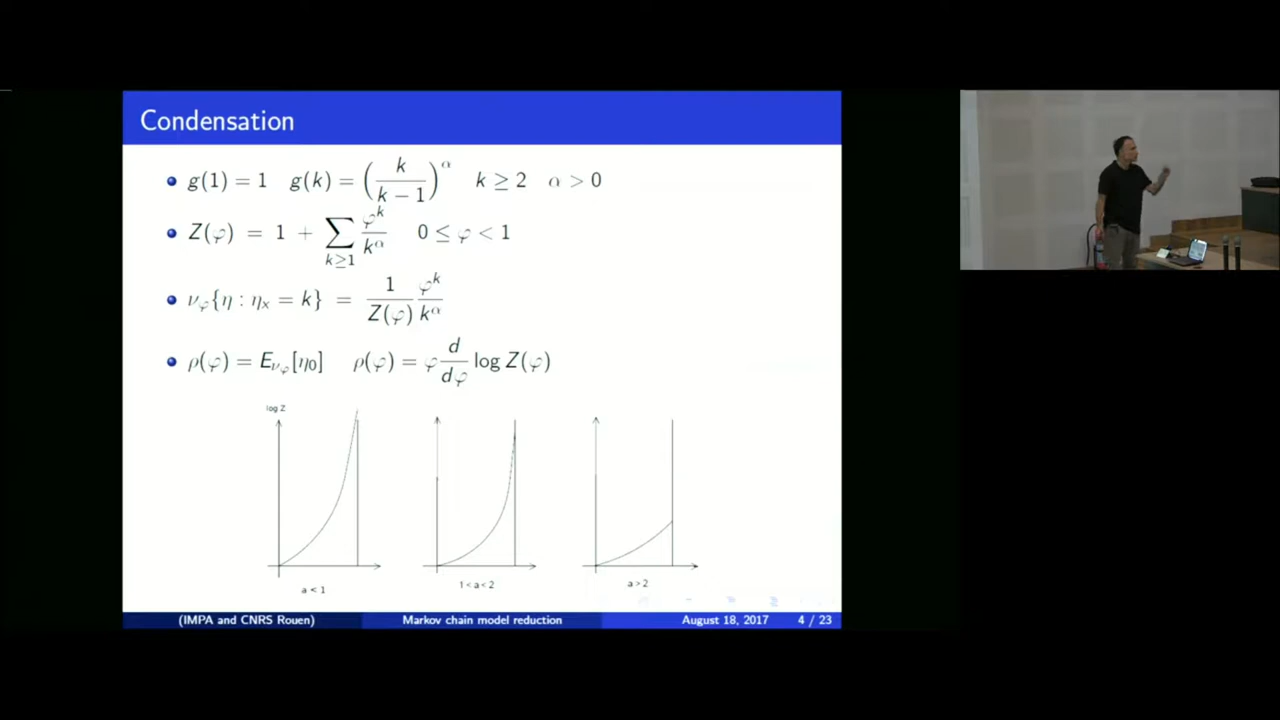 Condensation
g(1) = 1 g(k) = (k/(k − 1))^α k ≥ 2 α > 0
Z(φ) = 1 + ∑_{k≥1} φ^k/k^α 0 ≤ φ < 1
ν_φ{η : η_x = k} = 1/Z(φ) φ^k/k^α
ρ(φ) = E_{ν_φ}[η_0] ρ(φ) = φ d/dφ log Z(φ)
log Z
a < 1 1 < a < 2 a > 2
(IMPA and CNRS Rouen) Markov chain model reduction August 18, 2017 4 / 23